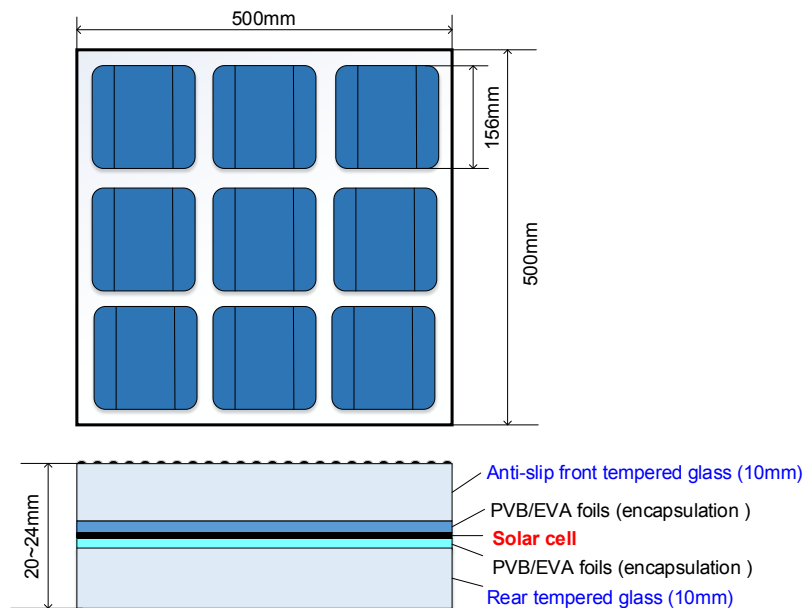 500mm
156mm
500mm
20~24mm
Anti-slip front tempered glass (10mm)
PVB/EVA foils (encapsulation )
Solar cell
PVB/EVA foils (encapsulation )
Rear tempered glass (10mm)